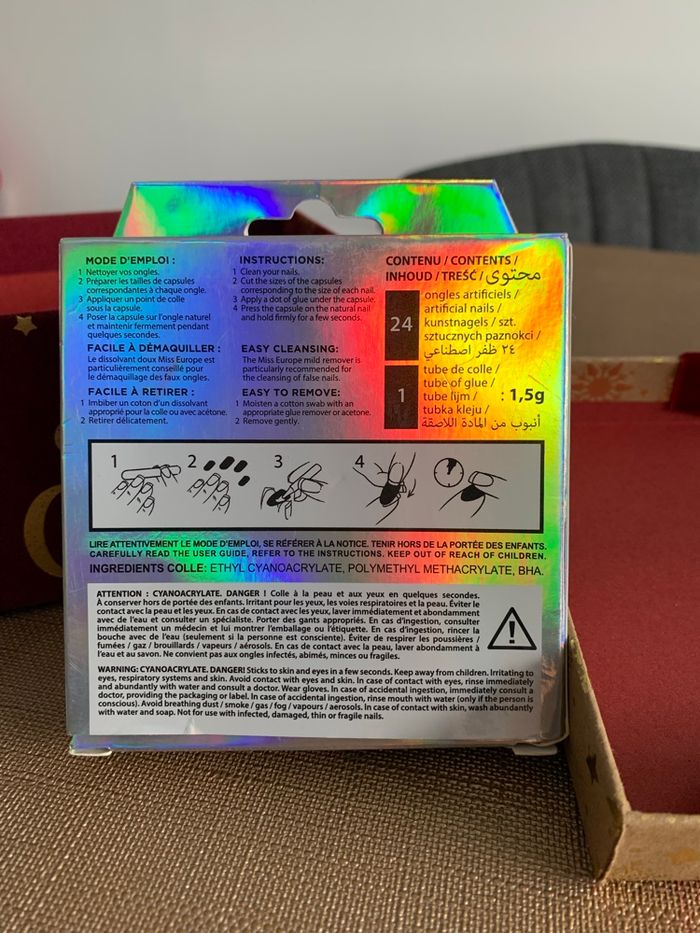 MODE D'EMPLOI :
1 Nettoyer vos ongles.
2 Préparer les tailles de capsules
correspondantes à chaque ongle.
3 Appliquer un point de colle
sous la capsule.
4 Poser la capsule sur l'ongle naturel
et maintenir fermement pendant
quelques secondes.
FACILE À DÉMAQUILLER :
Le dissolvant doux Miss Europe est
particulièrement conseillé pour
le démaquillage des faux ongles.
FACILE À RETIRER :
1 Imbiber un coton d'un dissolvant
approprié pour la colle ou avec acétone.
2 Retirer délicatement.
INSTRUCTIONS:
1 Clean your nails.
2 Cut the sizes of the capsules
corresponding to the size of each nail.
3 Apply a dot of glue under the capsule.
4 Press the capsule on the natural nail
and hold firmly for a few seconds.
EASY CLEANSING:
The Miss Europe mild remover is
particularly recommended for
the cleansing of false nails.
EASY TO REMOVE:
1 Moisten a cotton swab with an
appropriate glue remover or acetone.
2 Remove gently.
CONTENU / CONTENTS /
INHOUD / TREŚĆ / محتوى
24
ongles artificiels /
artificial nails /
kunstnagels / szt.
sztucznych paznokci /
٢٤ ظفر اصطناعي
1
tube de colle /
tube of glue /
tube lijm /
tubka kleju /
أنبوب من المادة اللاصقة
: 1,5g
1 2 3 4
LIRE ATTENTIVEMENT LE MODE D'EMPLOI, SE RÉFÉRER À LA NOTICE. TENIR HORS DE LA PORTÉE DES ENFANTS.
CAREFULLY READ THE USER GUIDE, REFER TO THE INSTRUCTIONS. KEEP OUT OF REACH OF CHILDREN.
INGREDIENTS COLLE: ETHYL CYANOACRYLATE, POLYMETHYL METHACRYLATE, BHA.
ATTENTION : CYANOACRYLATE. DANGER ! Colle à la peau et aux yeux en quelques secondes.
À conserver hors de portée des enfants. Irritant pour les yeux, les voies respiratoires et la peau. Éviter le
contact avec la peau et les yeux. En cas de contact avec les yeux, laver immédiatement et abondamment
avec de l'eau et consulter un spécialiste. Porter des gants appropriés. En cas d'ingestion, consulter
immédiatement un médecin et lui montrer l'emballage ou l'étiquette. En cas d'ingestion, rincer la
bouche avec de l'eau (seulement si la personne est consciente). Éviter de respirer les poussières /
fumées / gaz / brouillards / vapeurs / aérosols. En cas de contact avec la peau, laver abondamment à
l'eau et au savon. Ne convient pas aux ongles infectés, abimés, minces ou fragiles.
WARNING: CYANOACRYLATE. DANGER! Sticks to skin and eyes in a few seconds. Keep away from children. Irritating to
eyes, respiratory systems and skin. Avoid contact with eyes and skin. In case of contact with eyes, rinse immediately
and abundantly with water and consult a doctor. Wear gloves. In case of accidental ingestion, immediately consult a
doctor, providing the packaging or label. In case of accidental ingestion, rinse mouth with water (only if the person is
conscious). Avoid breathing dust / smoke / gas / fog / vapours / aerosols. In case of contact with skin, wash abundantly
with water and soap. Not for use with infected, damaged, thin or fragile nails.